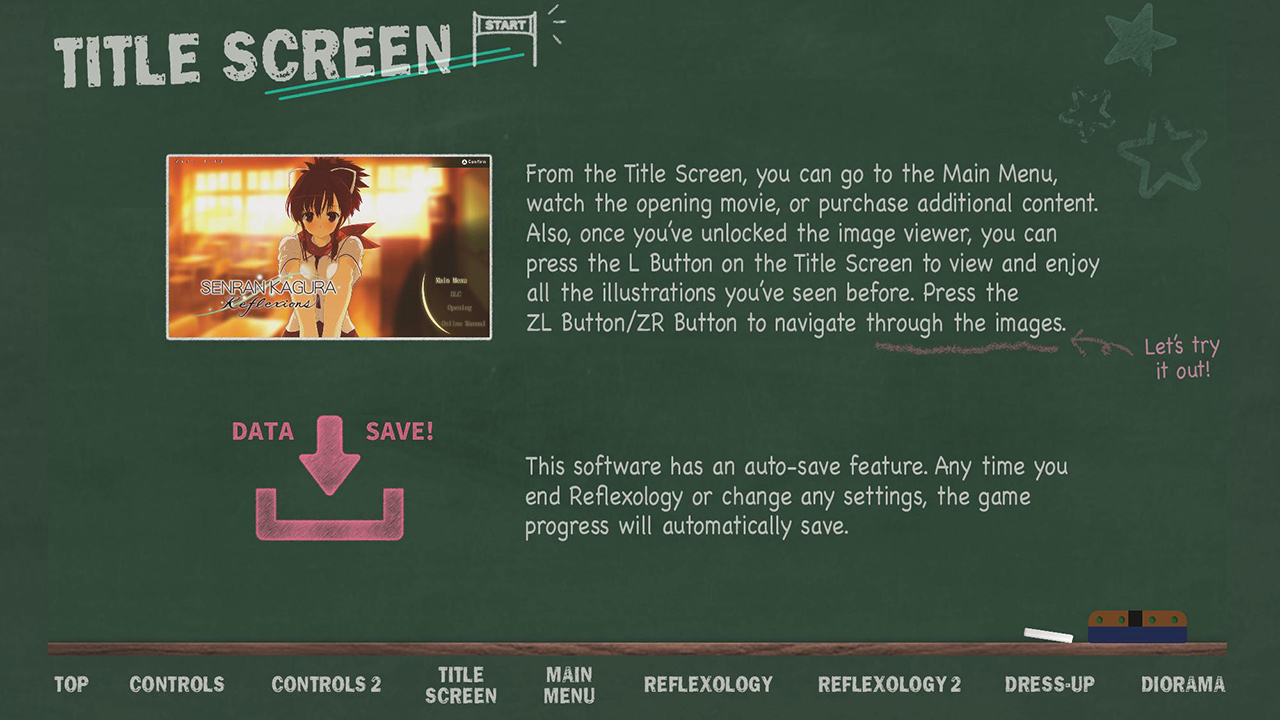 TITLE SCREEN
START
Confirm
SENRAN KAGURA
Reflexions
Main Menu
DLC
Opening
Online Manual
From the Title Screen, you can go to the Main Menu,
watch the opening movie, or purchase additional content.
Also, once you've unlocked the image viewer, you can
press the L Button on the Title Screen to view and enjoy
all the illustrations you've seen before. Press the
ZL Button/ZR Button to navigate through the images.
Let's try
it out!
DATA SAVE!
This software has an auto-save feature. Any time you
end Reflexology or change any settings, the game
progress will automatically save.
TOP
CONTROLS
CONTROLS 2
TITLE
SCREEN
MAIN
MENU
REFLEXOLOGY
REFLEXOLOGY 2
DRESS-UP
DIORAMA